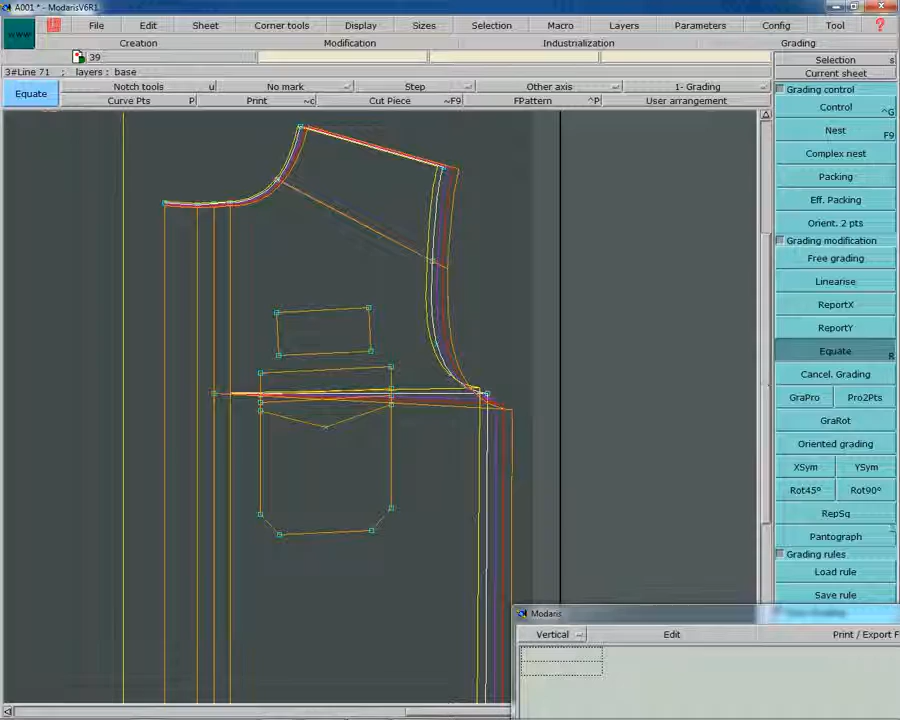 A001 * - ModarisV6R1
www File Edit Sheet Corner tools Display Sizes Selection Macro Layers Parameters Config Tool ?
Creation Modification Industrialization Grading
39
3#Line 71 ; layers : base
Selection s
Current sheet
Equate
Notch tools u No mark Step Other axis 1- Grading
Curve Pts P Print ~c Cut Piece ~F9 FPattern ^P User arrangement
Grading control
Control ^G
Nest F9
Complex nest
Packing
Eff. Packing
Orient. 2 pts
Grading modification
Free grading
Linearise
ReportX
ReportY
Equate R
Cancel. Grading
GraPro Pro2Pts
GraRot
Oriented grading
XSym YSym
Rot45° Rot90°
RepSq
Pantograph
Grading rules
Load rule
Save rule
Modaris
Vertical Edit Print / Export F